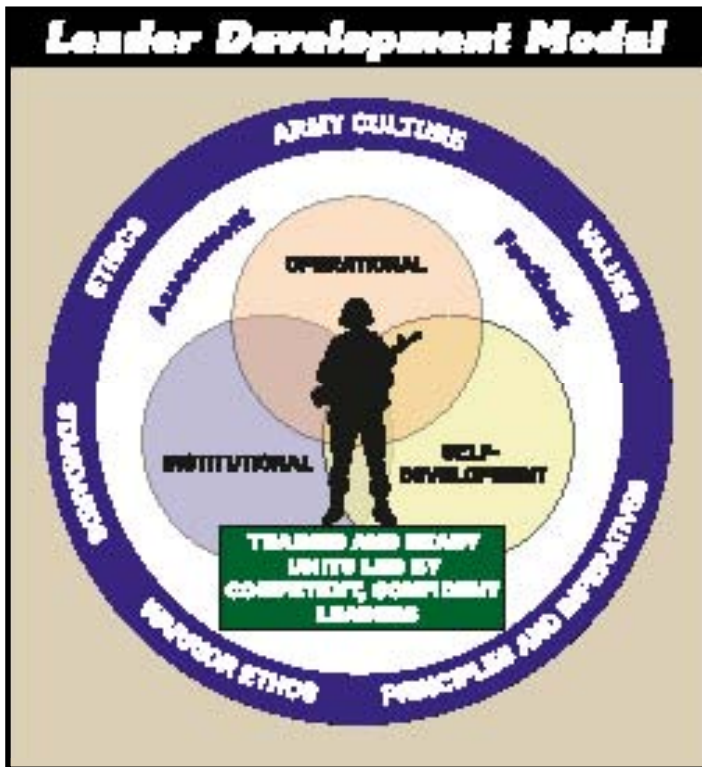 Leader Development Model
ARMY CULTURE
ETHICS
VALUES
Assessment
Feedback
OPERATIONAL
INSTITUTIONAL
SELF-
DEVELOPMENT
STANDARDS
TRAINED AND READY
UNITS LED BY
COMPETENT, CONFIDENT
LEADERS
WARRIOR ETHOS
PRINCIPLES AND IMPERATIVES